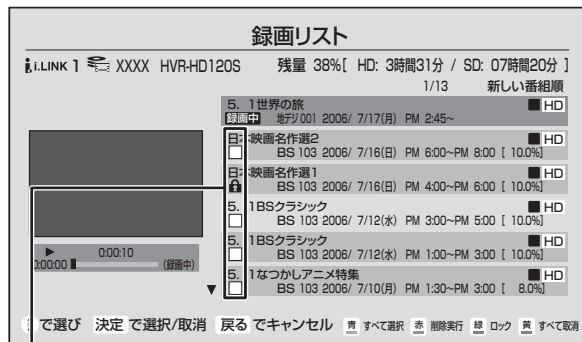 録画リスト
i.LINK 1 XXXX HVR-HD120S 残量 38%[ HD: 3時間31分 / SD: 07時間20分 ]
1/13 新しい番組順
5. 1世界の旅 HD
録画中 地デジ001 2006/ 7/17(月) PM 2:45~
日本映画名作選2 HD
BS 103 2006/ 7/16(日) PM 6:00~PM 8:00 [ 10.0%]
日本映画名作選1 HD
BS 103 2006/ 7/16(日) PM 4:00~PM 6:00 [ 10.0%]
5. 1BSクラシック HD
BS 103 2006/ 7/12(水) PM 3:00~PM 5:00 [ 10.0%]
5. 1BSクラシック HD
BS 103 2006/ 7/12(水) PM 1:00~PM 3:00 [ 10.0%]
5. 1なつかしアニメ特集 HD
BS 103 2006/ 7/10(月) PM 1:30~PM 3:00 [ 8.0%]
▶ 0:00:10
0:00:00 (録画中)
▼
で選び 決定 で選択/取消 戻る でキャンセル 青 すべて選択 赤 削除実行 緑 ロック 黄 すべて取消